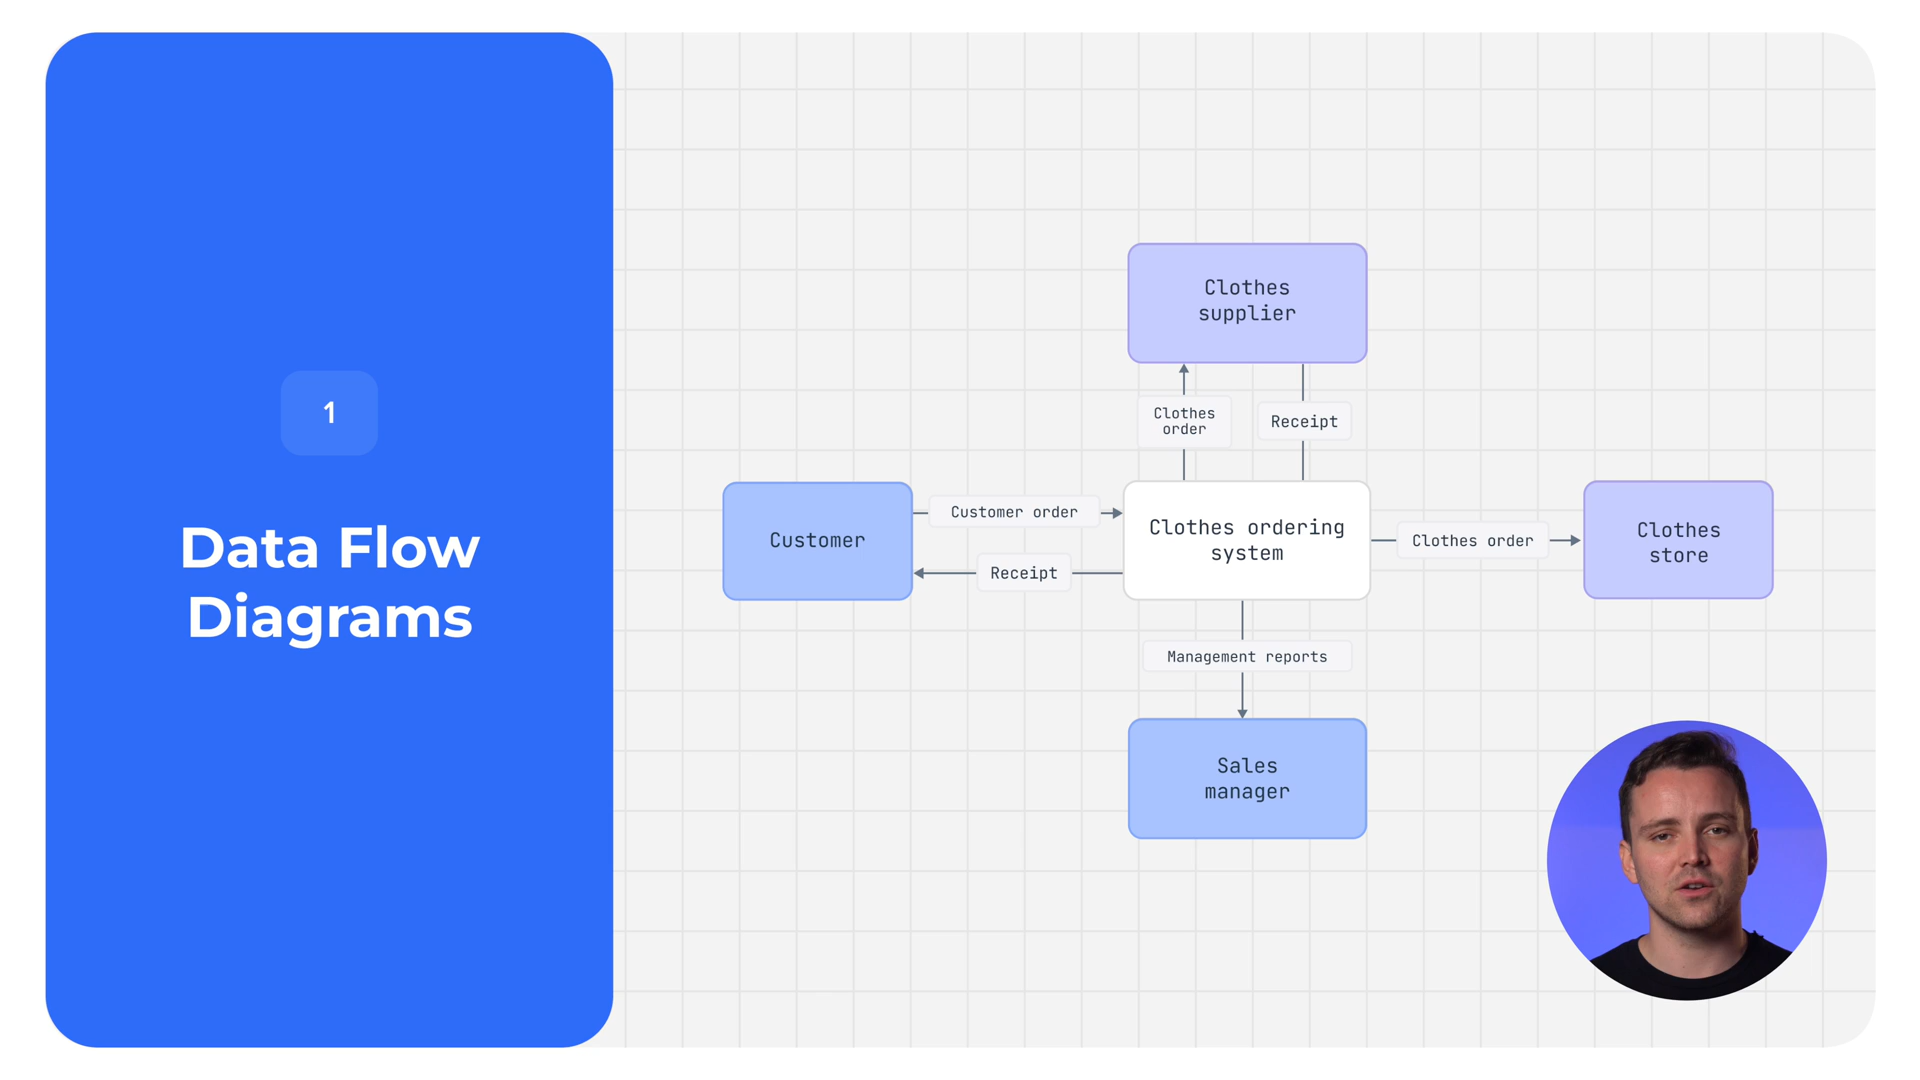 1
Data Flow
Diagrams
Clothes
supplier
Clothes
order
Receipt
Customer
Customer order
Receipt
Clothes ordering
system
Clothes order
Clothes
store
Management reports
Sales
manager